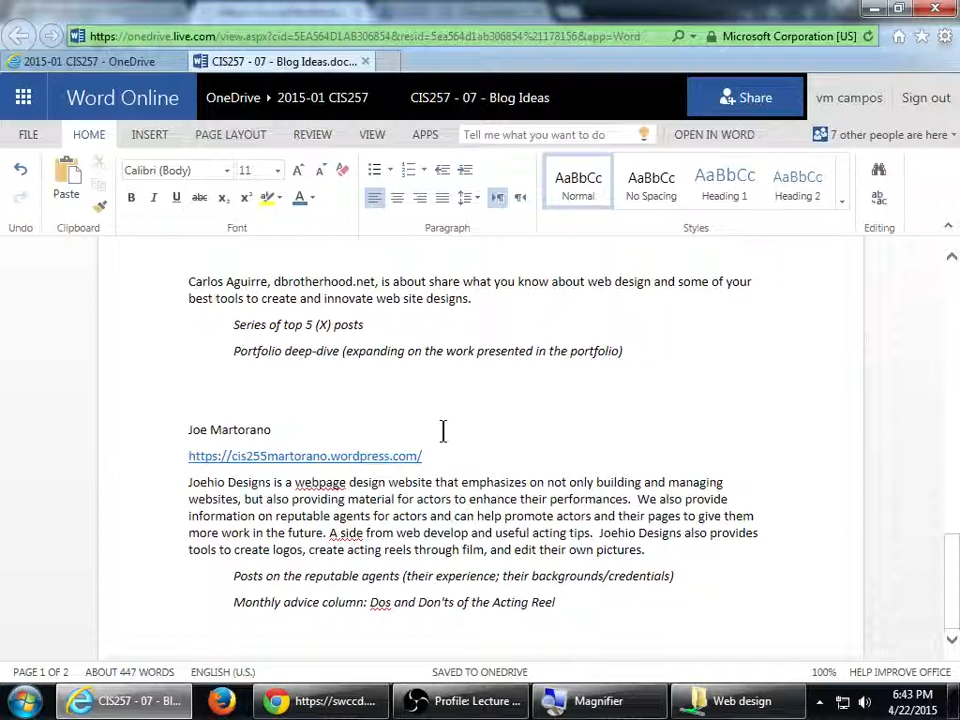 https://onedrive.live.com/view.aspx?cid=5EA564D1AB306854&resid=5ea564d1ab306854%21178156&app=Word
Microsoft Corporation [US]
2015-01 CIS257 - OneDrive
CIS257 - 07 - Blog Ideas.doc...
Word Online
OneDrive
2015-01 CIS257
CIS257 - 07 - Blog Ideas
Share
vm campos
Sign out
FILE
HOME
INSERT
PAGE LAYOUT
REVIEW
VIEW
APPS
Tell me what you want to do
OPEN IN WORD
7 other people are here
Calibri (Body)
11
Paste
AaBbCc
AaBbCc
AaBbCc
AaBbCc
Normal
No Spacing
Heading 1
Heading 2
Undo
Clipboard
Font
Paragraph
Styles
Editing
Carlos Aguirre, dbrotherhood.net, is about share what you know about web design and some of your
best tools to create and innovate web site designs.
Series of top 5 (X) posts
Portfolio deep-dive (expanding on the work presented in the portfolio)
Joe Martorano
https://cis255martorano.wordpress.com/
Joehio Designs is a webpage design website that emphasizes on not only building and managing
websites, but also providing material for actors to enhance their performances.  We also provide
information on reputable agents for actors and can help promote actors and their pages to give them
more work in the future. A side from web develop and useful acting tips.  Joehio Designs also provides
tools to create logos, create acting reels through film, and edit their own pictures.
Posts on the reputable agents (their experience; their backgrounds/credentials)
Monthly advice column: Dos and Don'ts of the Acting Reel
PAGE 1 OF 2
ABOUT 447 WORDS
ENGLISH (U.S.)
SAVED TO ONEDRIVE
100%
HELP IMPROVE OFFICE
CIS257 - 07 - Bl...
https://swccd....
Profile: Lecture ...
Magnifier
Web design
6:43 PM
4/22/2015